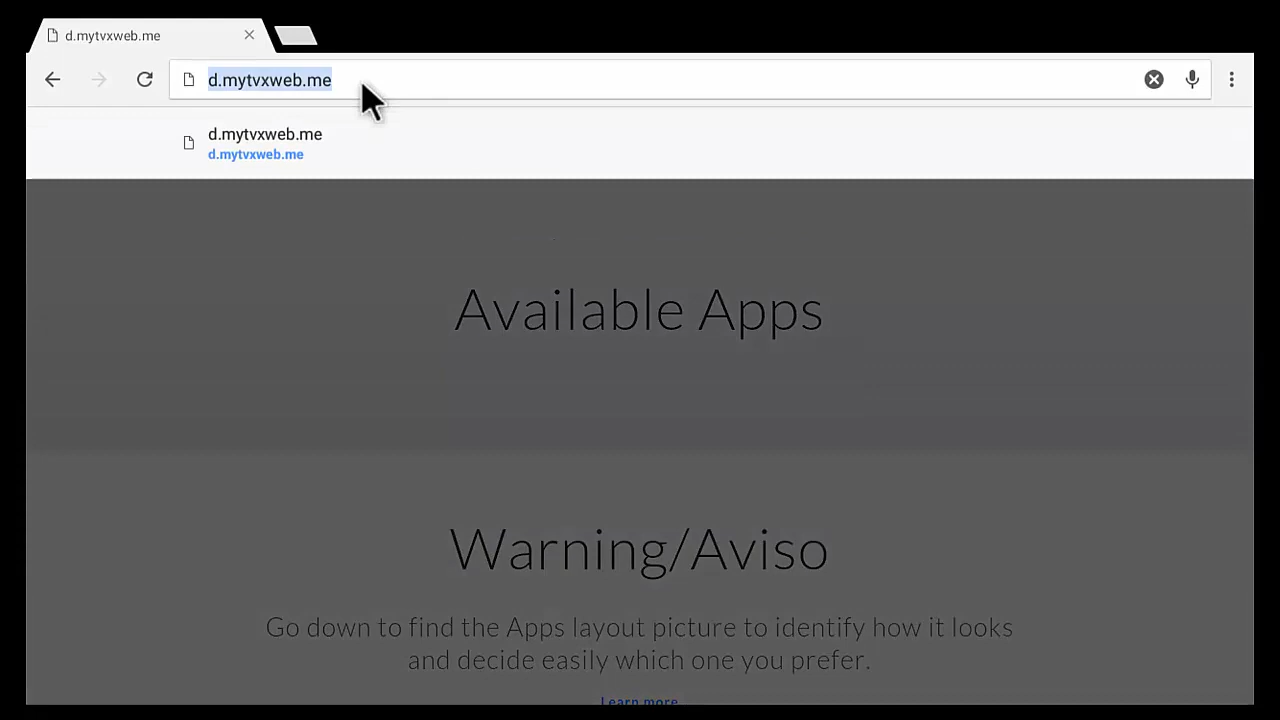 d.mytvxweb.me
d.mytvxweb.me
d.mytvxweb.me
d.mytvxweb.me
Available Apps
Warning/Aviso
Go down to find the Apps layout picture to identify how it looks
and decide easily which one you prefer.
Learn more